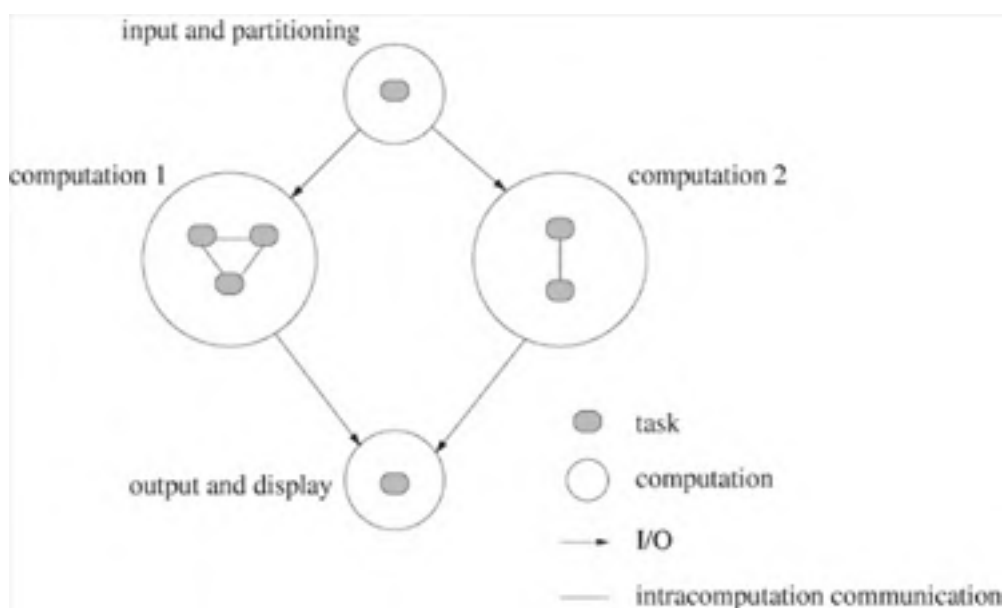 input and partitioning
computation 1
computation 2
output and display
task
computation
I/O
intracomputation communication